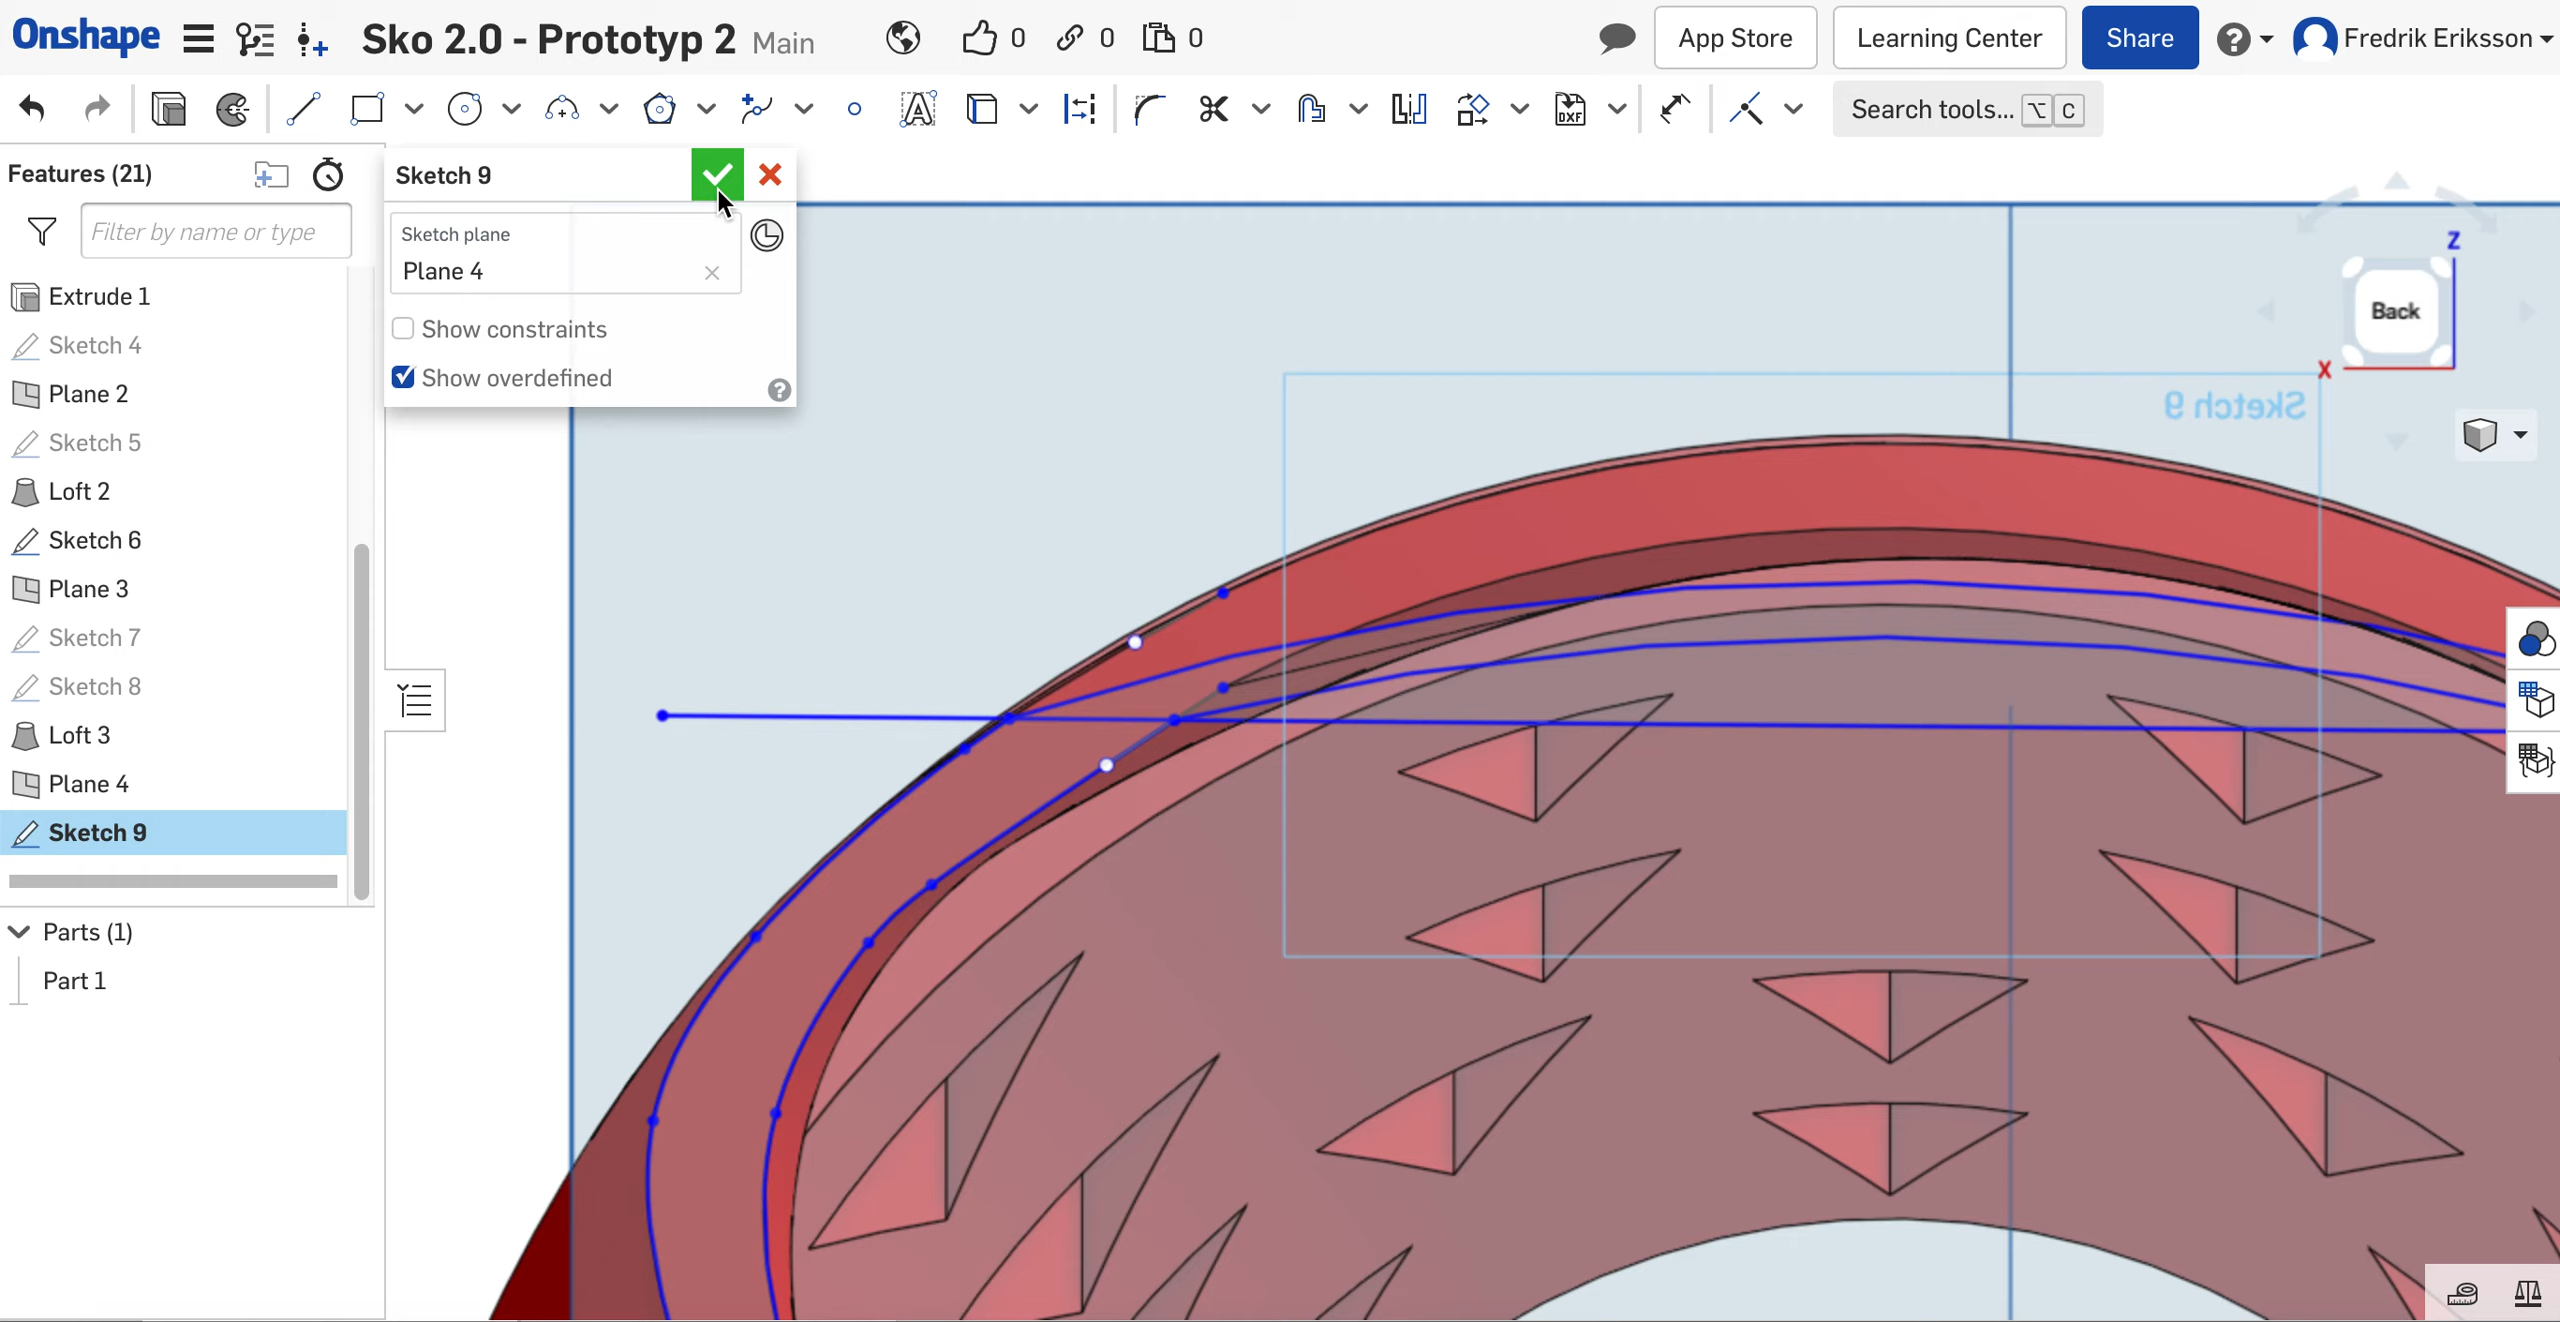 Onshape Sko 2.0 - Prototyp 2 Main 0 0 0 App Store Learning Center Share ? Fredrik Eriksson
A DXF Search tools... ⌥ C
Features (21)
Filter by name or type
Extrude 1
Sketch 4
Plane 2
Sketch 5
Loft 2
Sketch 6
Plane 3
Sketch 7
Sketch 8
Loft 3
Plane 4
Sketch 9
Parts (1)
Part 1
Sketch 9
Sketch plane
Plane 4
Show constraints
Show overdefined
?
Z
Back
X
Sketch 9